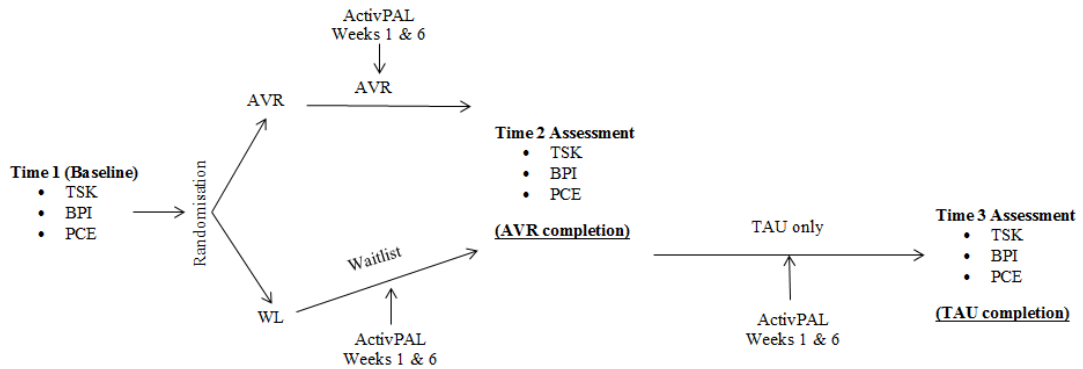 ActivPAL
Weeks 1 & 6
AVR
AVR
Time 1 (Baseline)
• TSK
• BPI
• PCE
Randomisation
Time 2 Assessment
• TSK
• BPI
• PCE
(AVR completion)
Waitlist
WL
ActivPAL
Weeks 1 & 6
TAU only
ActivPAL
Weeks 1 & 6
Time 3 Assessment
• TSK
• BPI
• PCE
(TAU completion)